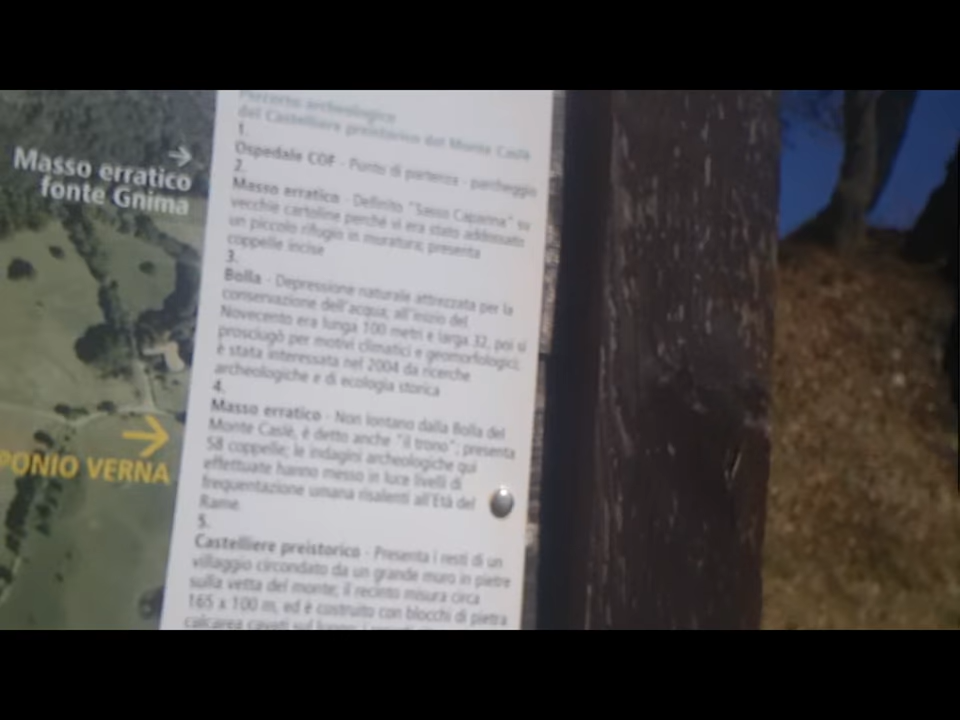 Masso erratico
fonte Gnima
PONIO VERNA
Percorso archeologico
del Castelliere preistorico del Monte Caslè
1.
Ospedale COF - Punto di partenza - parcheggio
2.
Masso erratico - Definito "Sasso Capanna" su
vecchie cartoline perché vi era stato addossato
un piccolo rifugio in muratura; presenta
coppelle incise
3.
Bolla - Depressione naturale attrezzata per la
conservazione dell'acqua; all'inizio del
Novecento era lunga 100 metri e larga 32, poi si
prosciugò per motivi climatici e geomorfologici;
è stata interessata nel 2004 da ricerche
archeologiche e di ecologia storica
4.
Masso erratico - Non lontano dalla Bolla del
Monte Caslè, è detto anche "il trono"; presenta
58 coppelle; le indagini archeologiche qui
effettuate hanno messo in luce livelli di
frequentazione umana risalenti all'Età del
Rame.
5.
Castelliere preistorico - Presenta i resti di un
villaggio circondato da un grande muro in pietre
sulla vetta del monte; il recinto misura circa
165 x 100 m, ed è costruito con blocchi di pietra
calcarea cavati sul